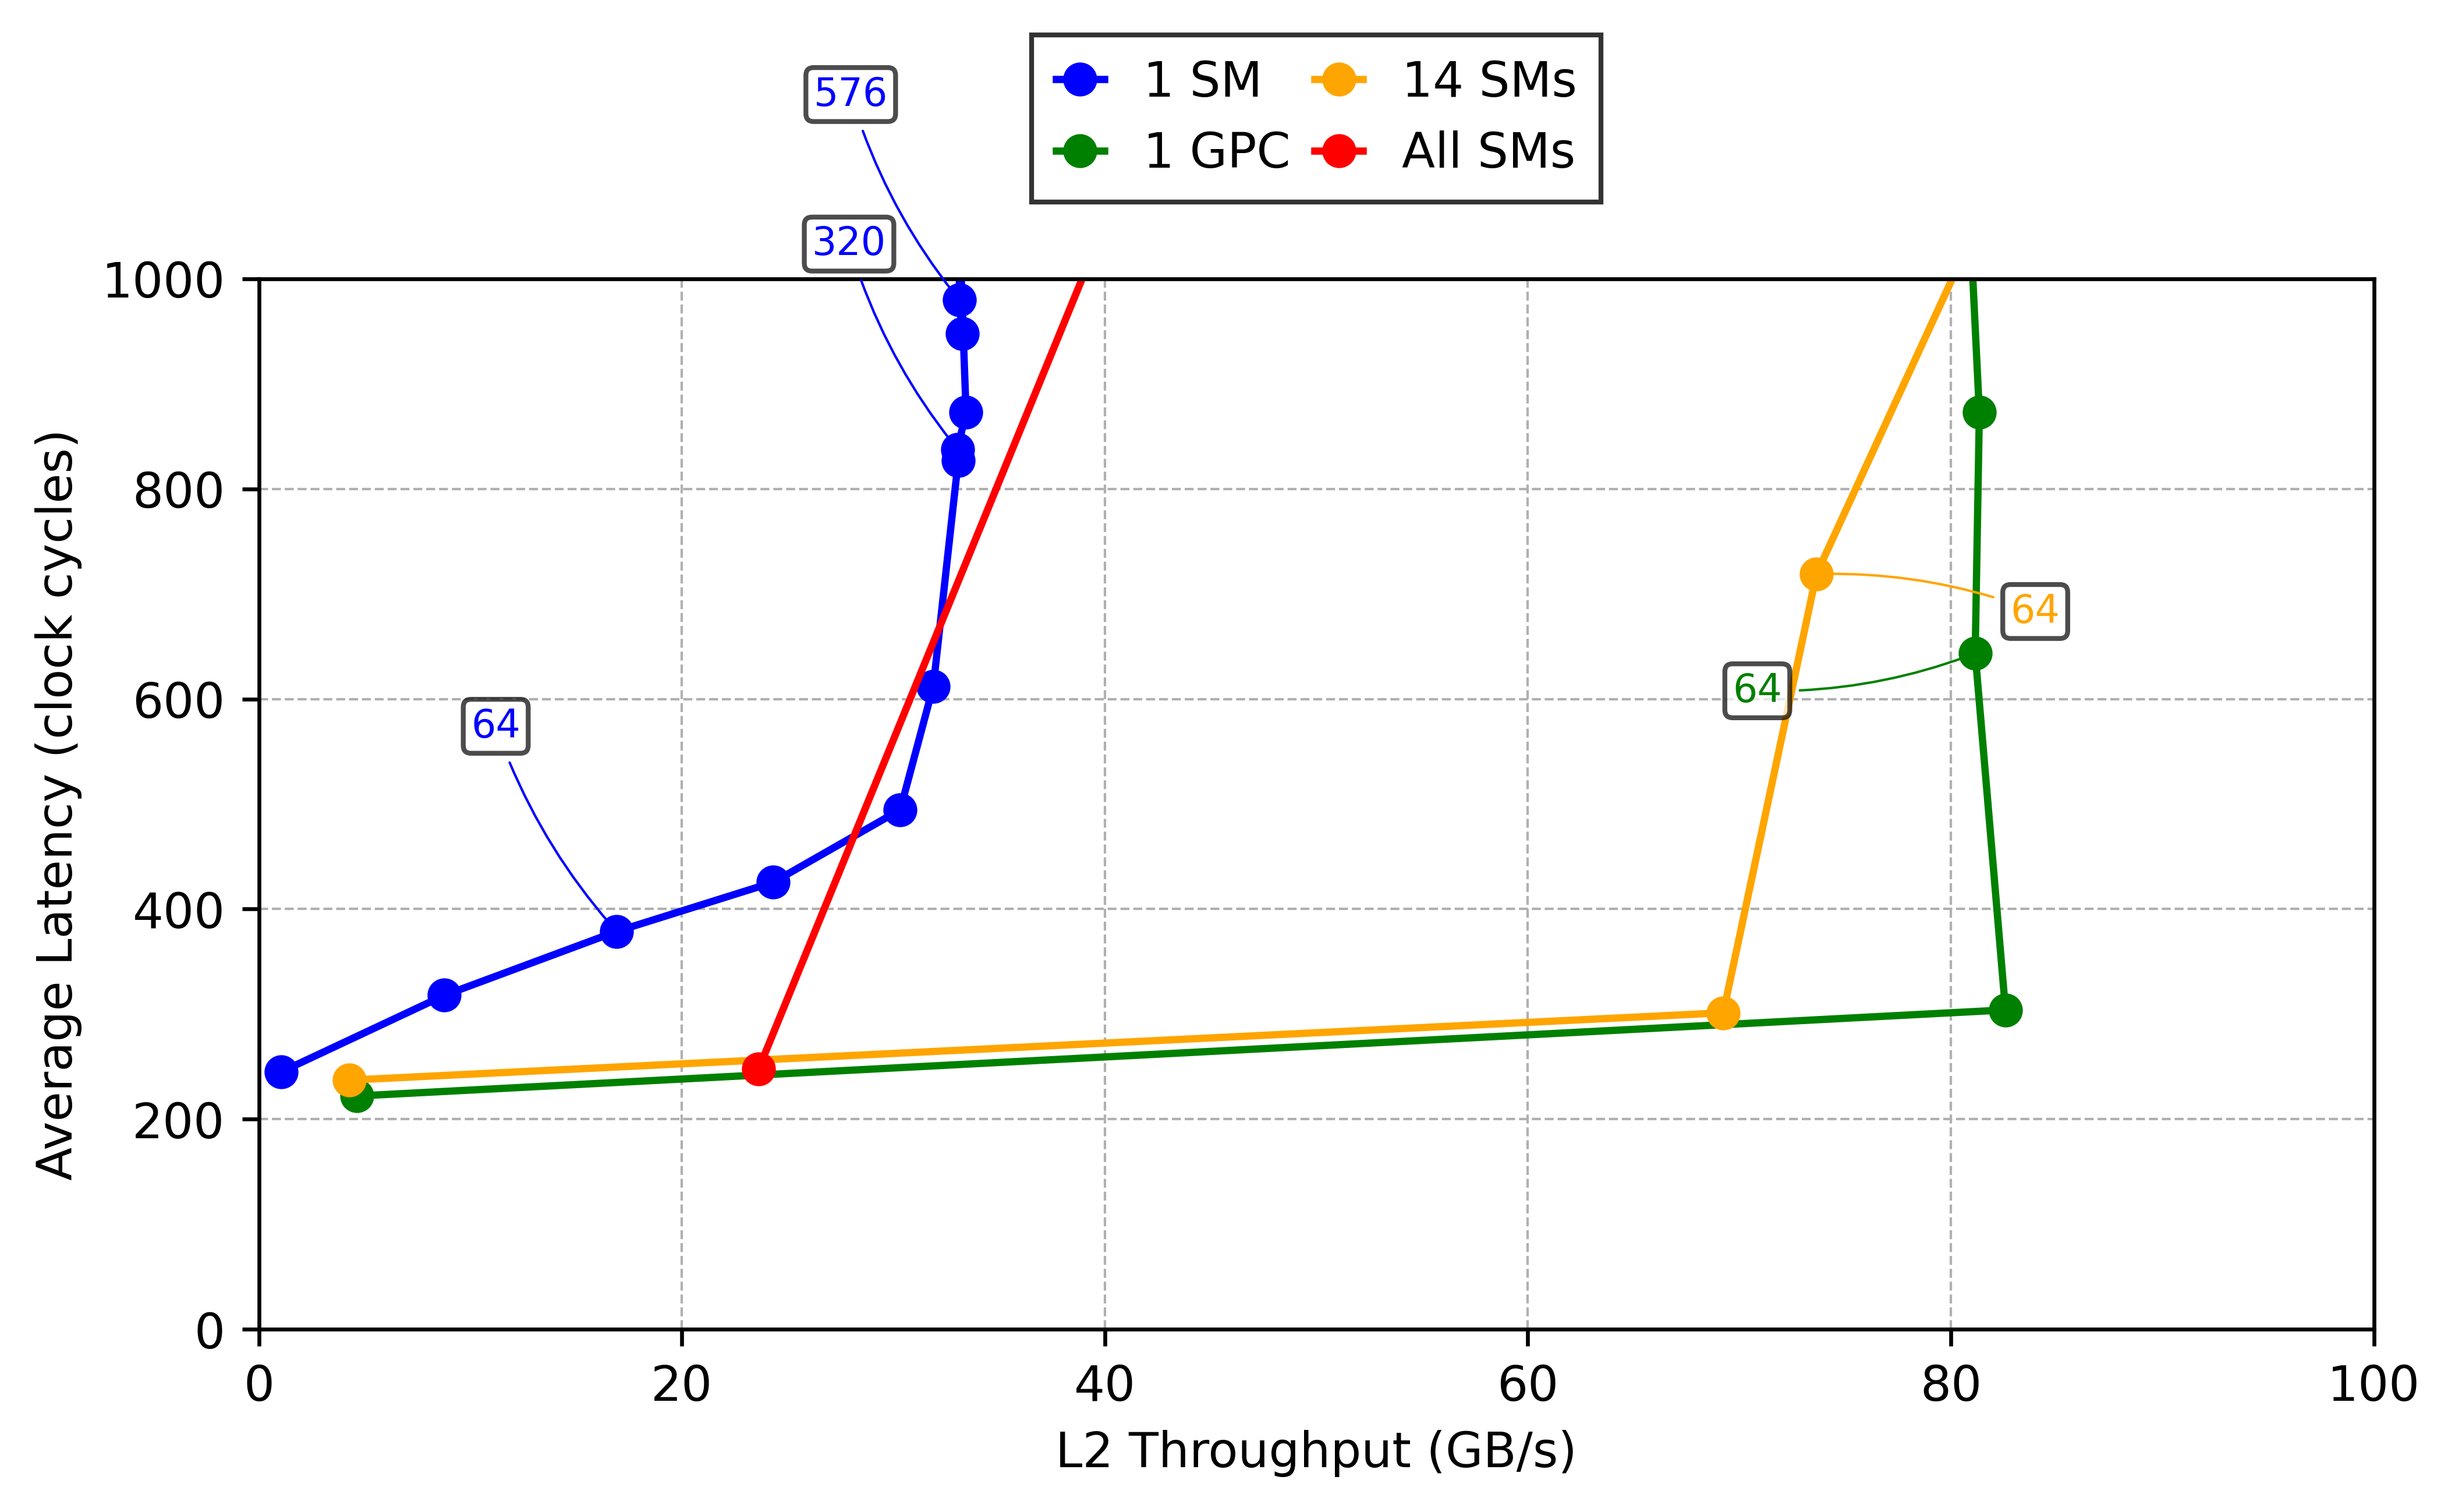 1 SM
14 SMs
1 GPC
All SMs
576
320
1000
800
64
600
64
64
400
200
0
0
20
40
60
80
100
Average Latency (clock cycles)
L2 Throughput (GB/s)